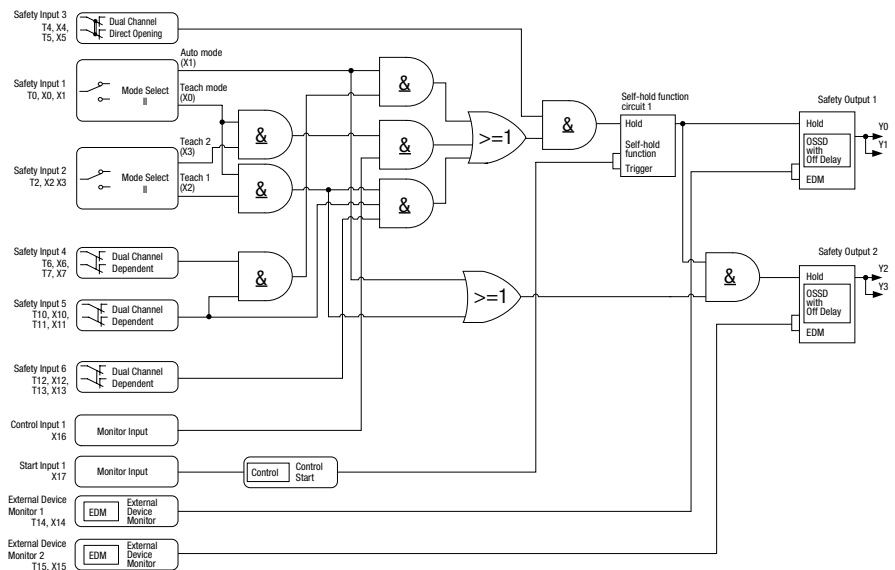 Safety Input 3
T4, X4,
T5, X5
Dual Channel
Direct Opening
Safety Input 1
T0, X0, X1
Mode Select
II
Auto mode
(X1)
Teach mode
(X0)
Safety Input 2
T2, X2 X3
Mode Select
II
Teach 2
(X3)
Teach 1
(X2)
Safety Input 4
T6, X6,
T7, X7
Dual Channel
Dependent
Safety Input 5
T10, X10,
T11, X11
Dual Channel
Dependent
Safety Input 6
T12, X12,
T13, X13
Dual Channel
Dependent
Control Input 1
X16
Monitor Input
Start Input 1
X17
Monitor Input
Control
Control
Start
External Device
Monitor 1
T14, X14
EDM
External
Device
Monitor
External Device
Monitor 2
T15, X15
EDM
External
Device
Monitor
&
&
&
&
&
&
>=1
>=1
&
&
Self-hold function
circuit 1
Hold
Self-hold
function
Trigger
Safety Output 1
Hold
OSSD
with
Off Delay
EDM
Y0
Y1
Safety Output 2
Hold
OSSD
with
Off Delay
EDM
Y2
Y3